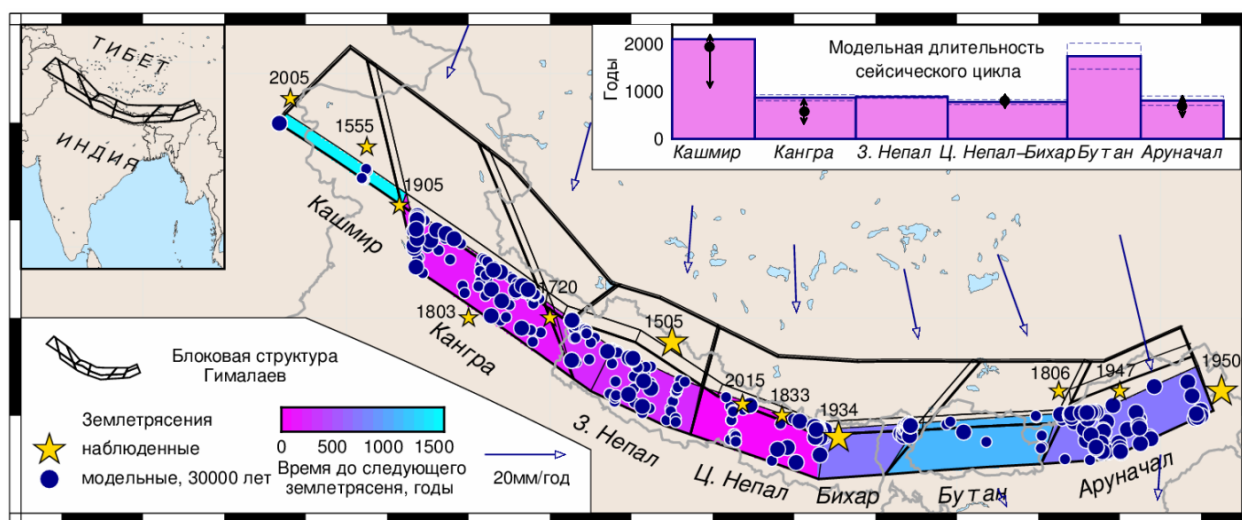 ТИБЕТ
ИНДИЯ
2005
1555
1905
Кашмир
1803
1720
Кангра
1505
З. Непал
2015
1833
1934
Ц. Непал
Бихар
Бутан
1806
1947
1950
Аруначал
Годы
2000
1000
0
Модельная длительность
сейсического цикла
Кашмир
Кангра
З. Непал
Ц. Непал–Бихар
Бутан
Аруначал
Блоковая структура
Гималаев
Землетрясения
наблюденные
модельные, 30000 лет
0 500 1000 1500
Время до следующего
землетрясеня, годы
20мм/год